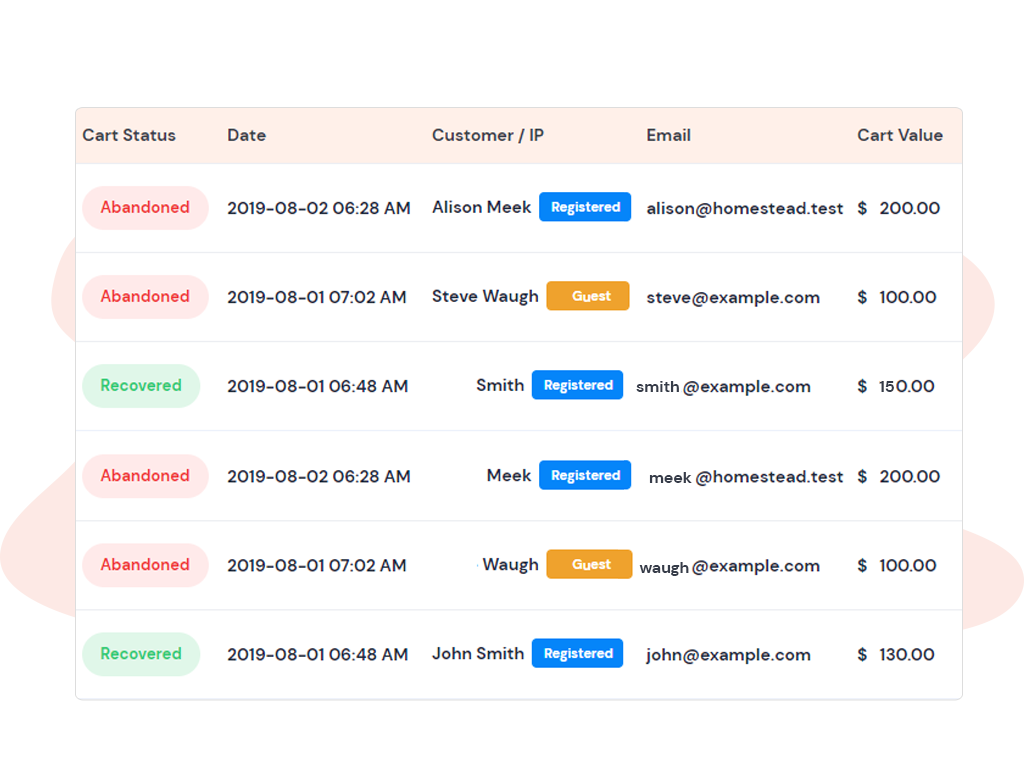 Cart Status Date Customer / IP Email Cart Value
Abandoned 2019-08-02 06:28 AM Alison Meek Registered alison@homestead.test $ 200.00
Abandoned 2019-08-01 07:02 AM Steve Waugh Guest steve@example.com $ 100.00
Recovered 2019-08-01 06:48 AM Smith Registered smith @example.com $ 150.00
Abandoned 2019-08-02 06:28 AM Meek Registered meek @homestead.test $ 200.00
Abandoned 2019-08-01 07:02 AM Waugh Guest waugh @example.com $ 100.00
Recovered 2019-08-01 06:48 AM John Smith Registered john@example.com $ 130.00